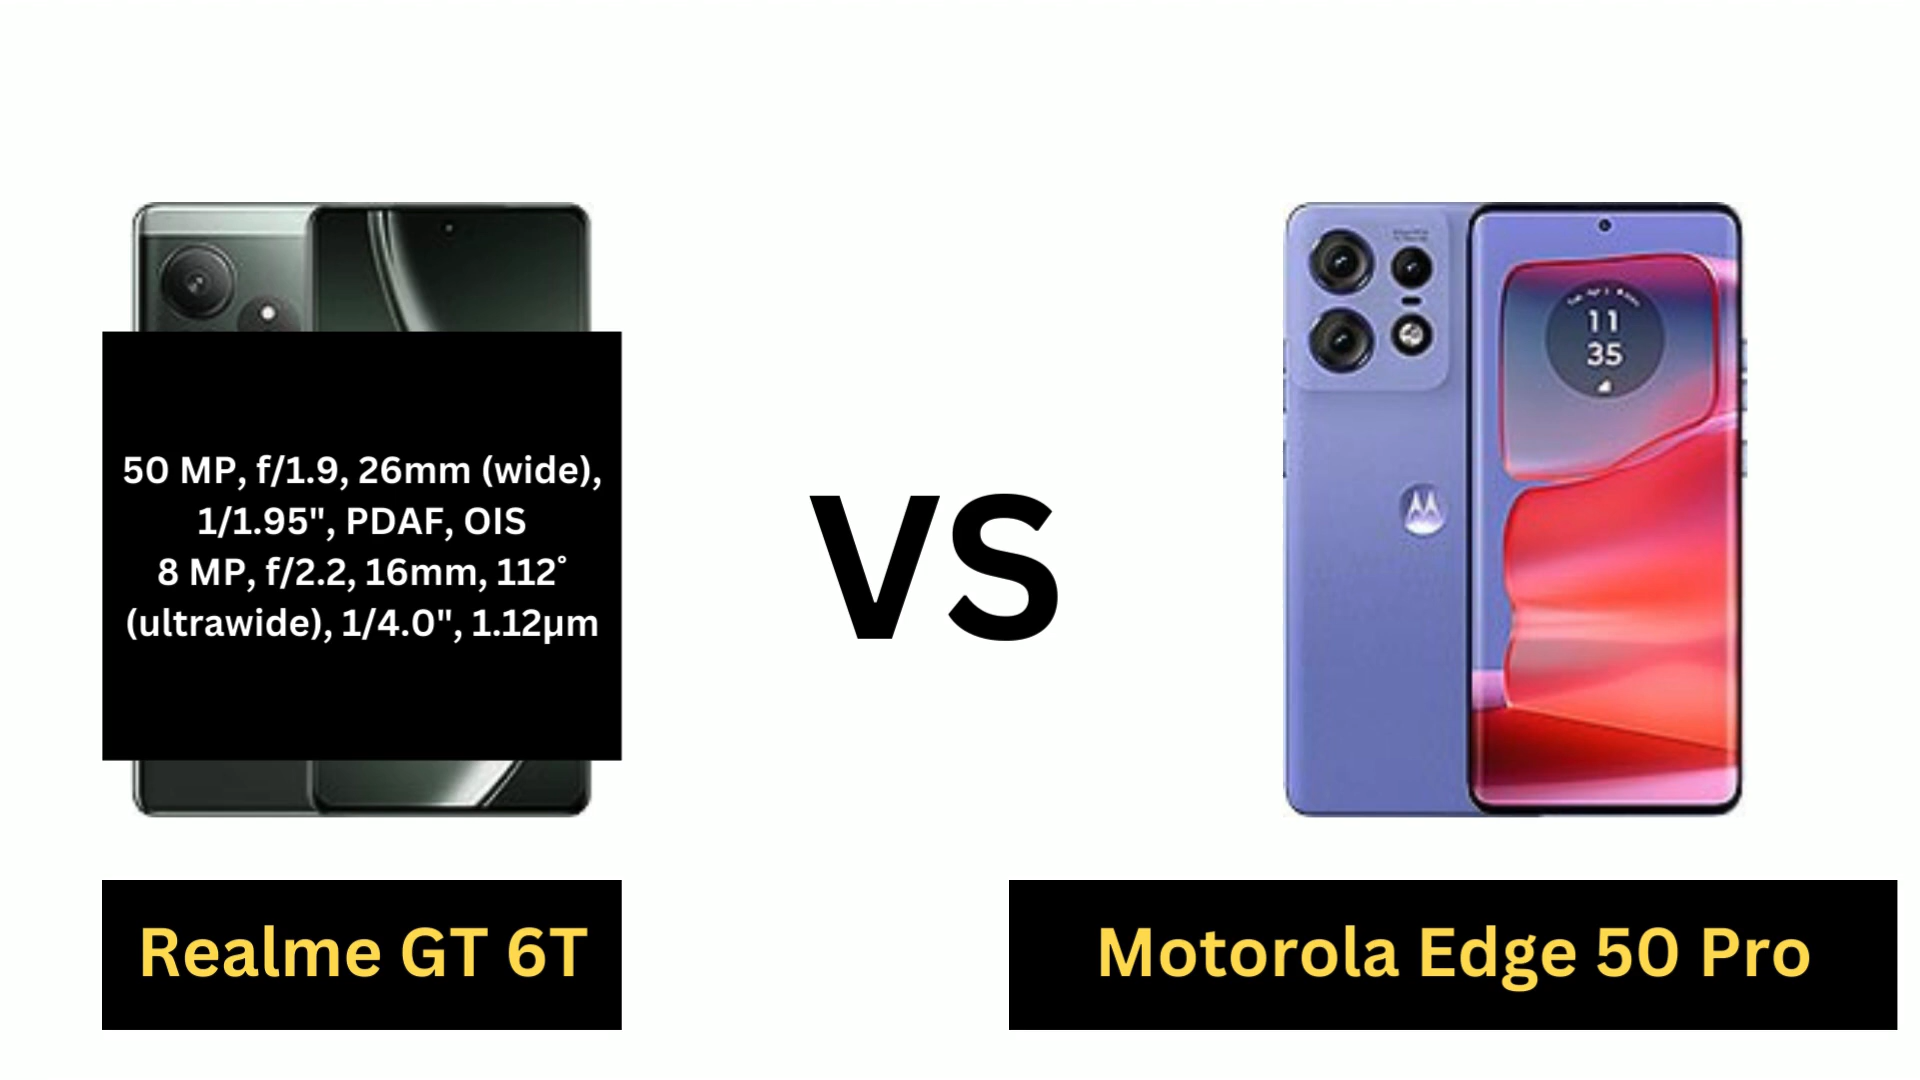 50 MP, f/1.9, 26mm (wide),
1/1.95", PDAF, OIS
8 MP, f/2.2, 16mm, 112˚
(ultrawide), 1/4.0", 1.12µm
VS
11
35
Realme GT 6T
Motorola Edge 50 Pro